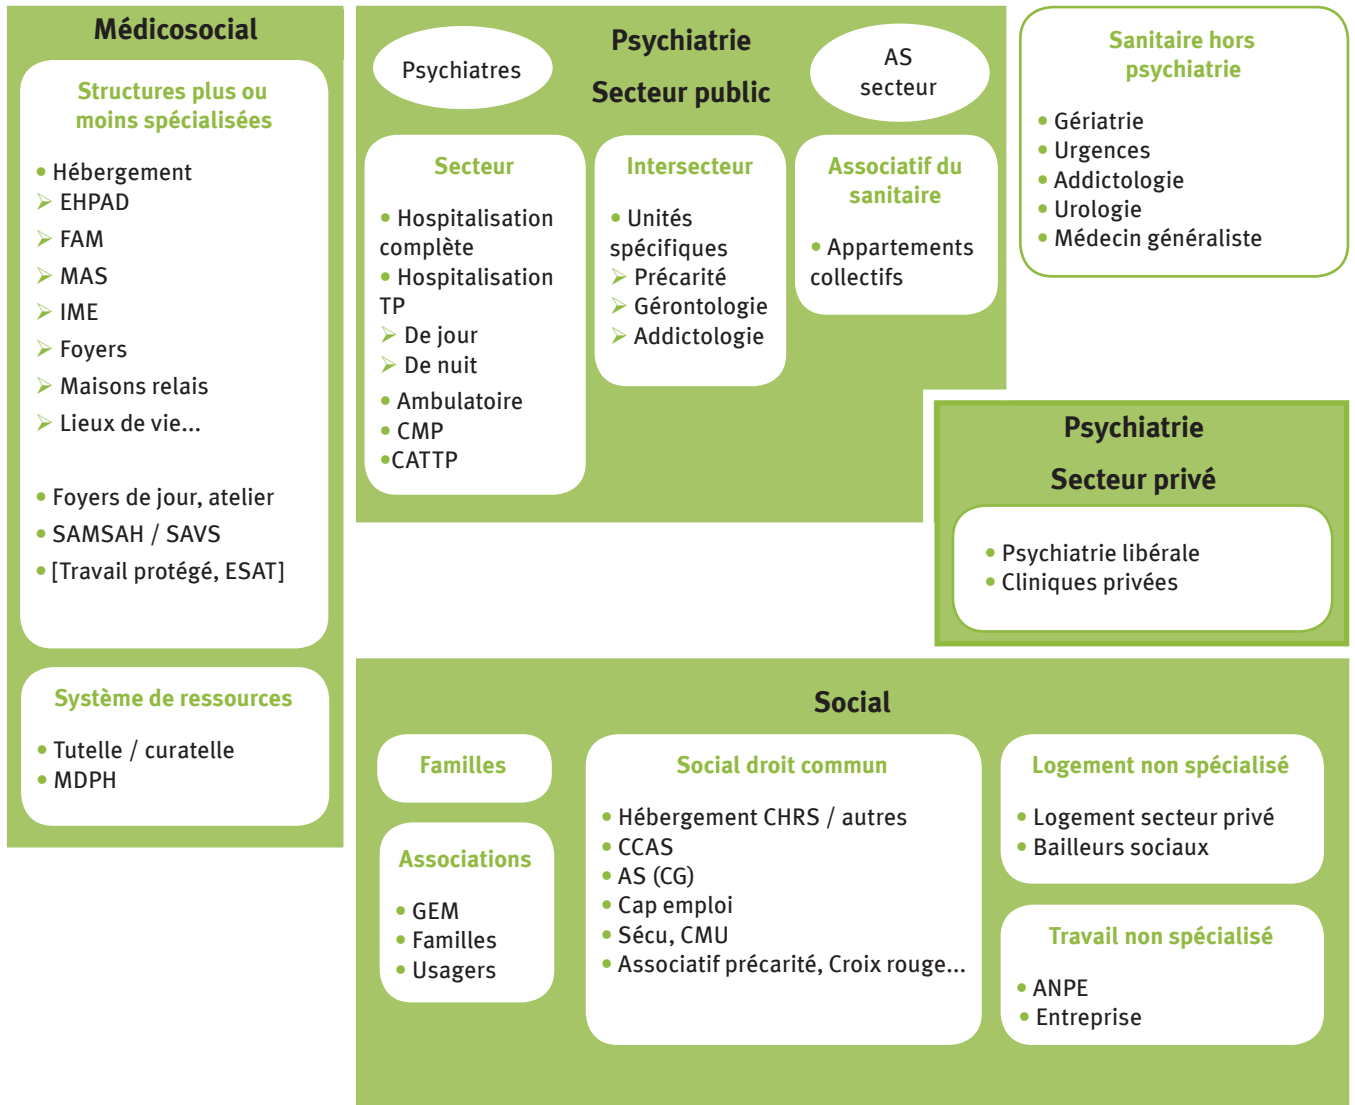 Médicosocial
Structures plus ou
moins spécialisées
• Hébergement
➢ EHPAD
➢ FAM
➢ MAS
➢ IME
➢ Foyers
➢ Maisons relais
➢ Lieux de vie...
• Foyers de jour, atelier
• SAMSAH / SAVS
• [Travail protégé, ESAT]
Système de ressources
• Tutelle / curatelle
• MDPH
Psychiatrie
Secteur public
Psychiatres
AS
secteur
Secteur
• Hospitalisation
complète
• Hospitalisation
TP
➢ De jour
➢ De nuit
• Ambulatoire
• CMP
•CATTP
Intersecteur
• Unités
spécifiques
➢ Précarité
➢ Gérontologie
➢ Addictologie
Associatif du
sanitaire
• Appartements
collectifs
Sanitaire hors
psychiatrie
• Gériatrie
• Urgences
• Addictologie
• Urologie
• Médecin généraliste
Psychiatrie
Secteur privé
• Psychiatrie libérale
• Cliniques privées
Social
Familles
Associations
• GEM
• Familles
• Usagers
Social droit commun
• Hébergement CHRS / autres
• CCAS
• AS (CG)
• Cap emploi
• Sécu, CMU
• Associatif précarité, Croix rouge...
Logement non spécialisé
• Logement secteur privé
• Bailleurs sociaux
Travail non spécialisé
• ANPE
• Entreprise